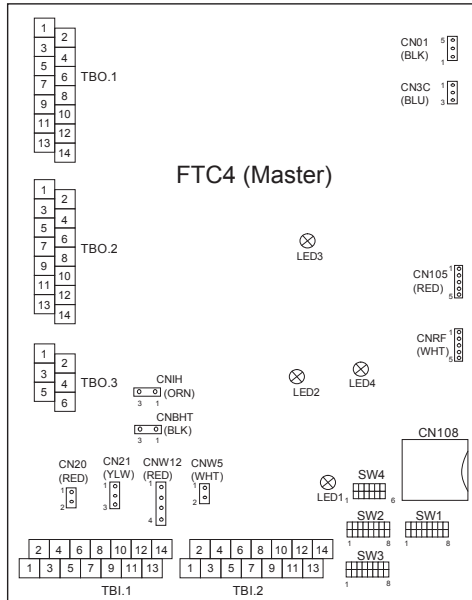 1
2
3
4
5
6
7
8
9
10
11
12
13
14
TBO.1
CN01
(BLK)
5
1
CN3C
(BLU)
1
3
FTC4 (Master)
1
2
3
4
5
6
7
8
9
10
11
12
13
14
TBO.2
LED3
CN105
(RED)
1
5
CNRF
(WHT)
1
5
1
2
3
4
5
6
TBO.3
CNIH
(ORN)
3 1
CNBHT
(BLK)
3 1
LED2
LED4
CN108
CN20
(RED)
1
2
CN21
(YLW)
1
3
CNW12
(RED)
1
4
CNW5
(WHT)
1
2
LED1
SW4
1 6
SW2
1 8
SW1
1 8
SW3
1 8
2 4 6 8 10 12 14
1 3 5 7 9 11 13
TBI.1
2 4 6 8 10 12 14
1 3 5 7 9 11 13
TBI.2